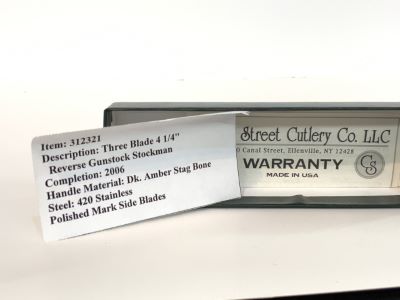 Item: 312321
Description: Three Blade 4 1/4"
Reverse Gunstock Stockman
Completion: 2006
Handle Material: Dk. Amber Stag Bone
Steel: 420 Stainless
Polished Mark Side Blades
Street Cutlery Co. LLC
0 Canal Street, Ellenville, NY 12428
WARRANTY
MADE IN USA
CS